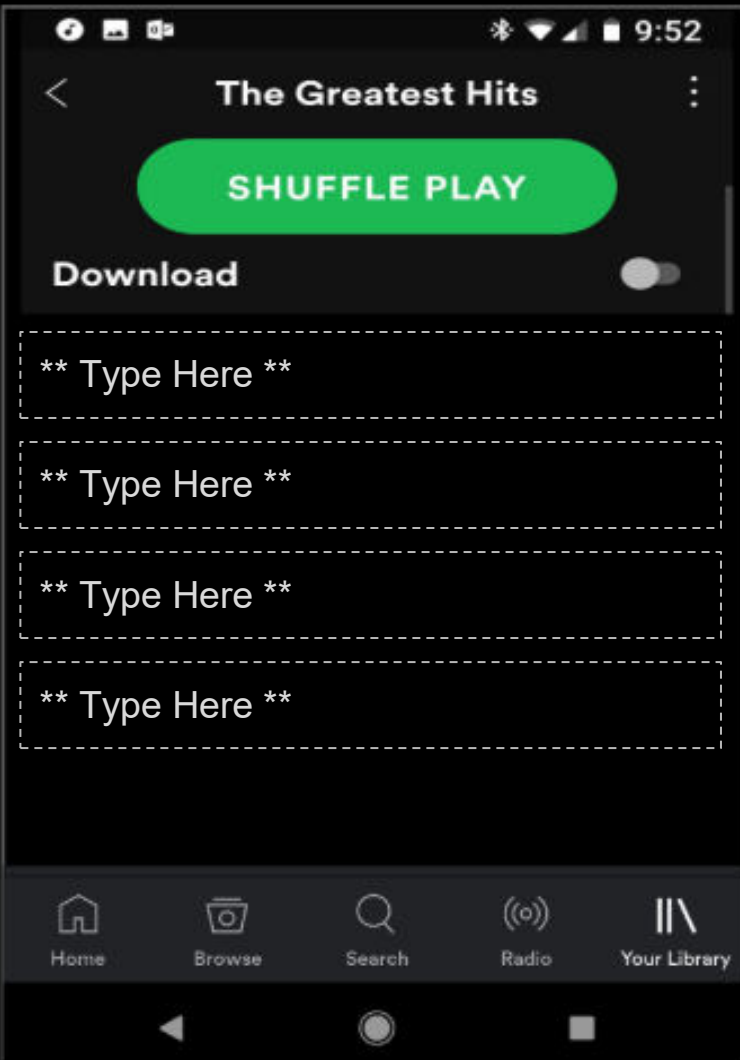 9:52
The Greatest Hits
SHUFFLE PLAY
Download
** Type Here **
** Type Here **
** Type Here **
** Type Here **
Home Browse Search Radio Your Library